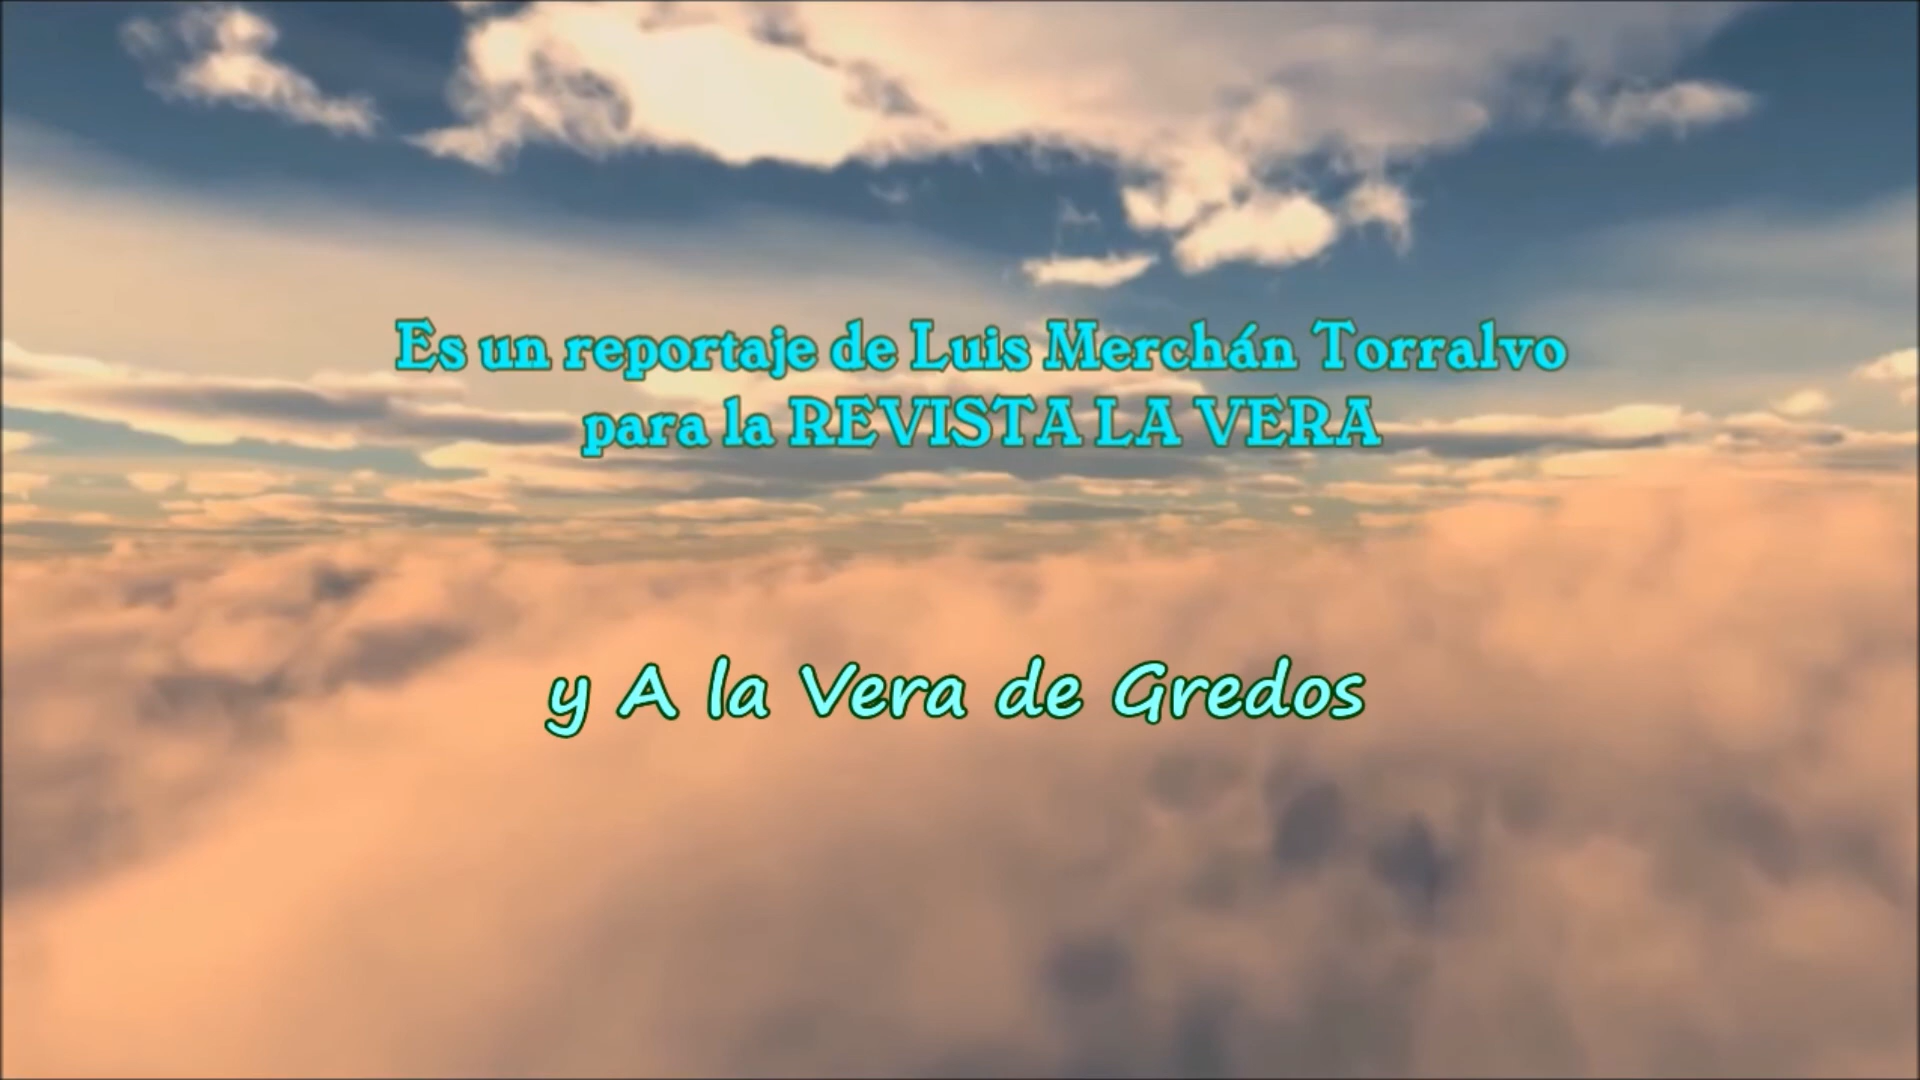 Es un reportaje de Luis Merchán Torralvo
para la REVISTA LA VERA
y A la Vera de Gredos